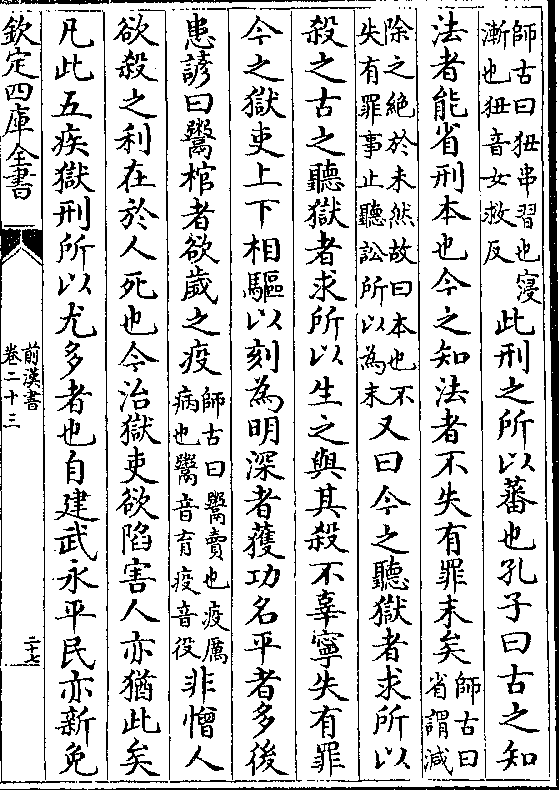 師古曰狃串習也寖
漸也狃音女救反
此刑之所以蕃也孔子曰古之知
法者能省刑本也今之知法者不失有罪末矣
師古曰
省謂減
除之絶於未然故曰本也不
失有罪事止聽訟所以為末
又曰今之聽獄者求所以
殺之古之聽獄者求所以生之與其殺不辜寧失有罪
今之獄吏上下相驅以刻為明深者獲功名平者多後
患諺曰鬻棺者欲歲之疫
師古曰鬻賣也疫厲
病也鬻音育疫音役
非憎人
欲殺之利在於人死也今治獄吏欲陷害人亦猶此矣
凡此五疾獄刑所以尤多者也自建武永平民亦新免
欽定四庫全書
前漢書
卷二十三
二十七